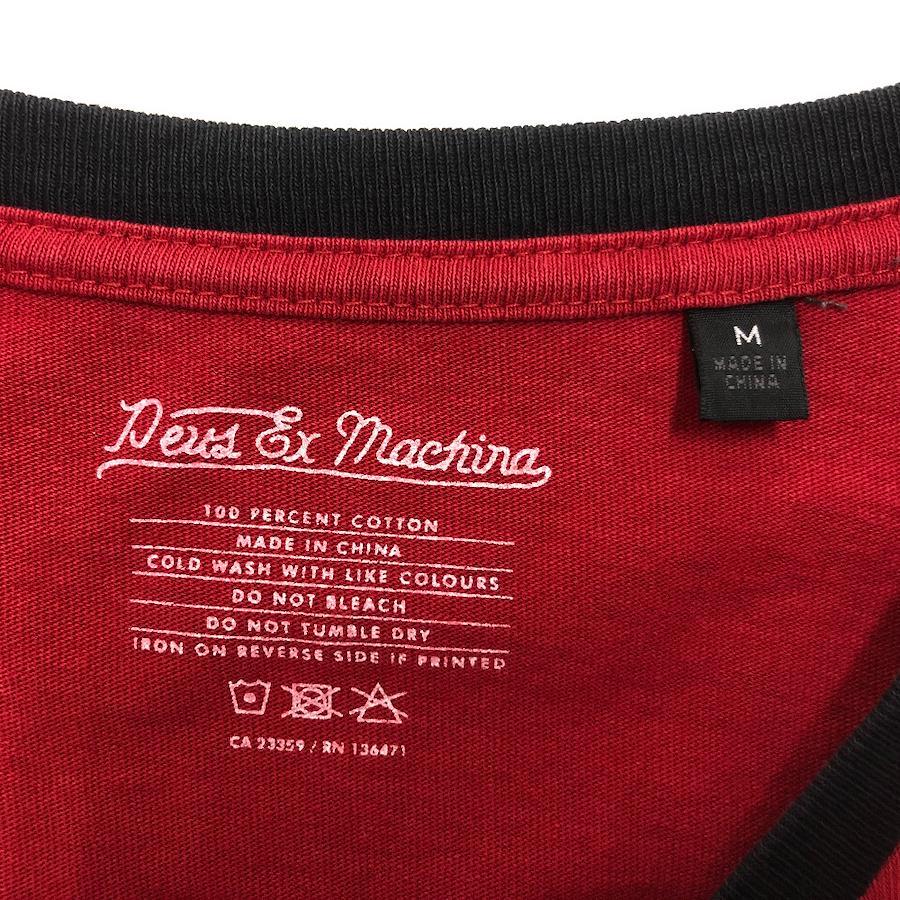 Deus Ex Machina
100 PERCENT COTTON
MADE IN CHINA
COLD WASH WITH LIKE COLOURS
DO NOT BLEACH
DO NOT TUMBLE DRY
IRON ON REVERSE SIDE IF PRINTED
CA 23359 / RN 136471
M
MADE IN
CHINA